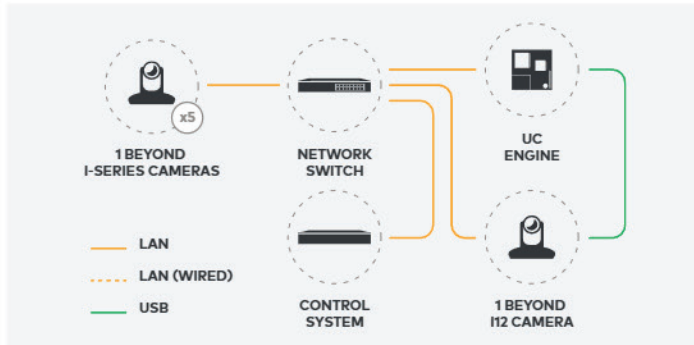 x5
1 BEYOND
I-SERIES CAMERAS
NETWORK
SWITCH
UC
ENGINE
LAN
LAN (WIRED)
USB
CONTROL
SYSTEM
1 BEYOND
I12 CAMERA